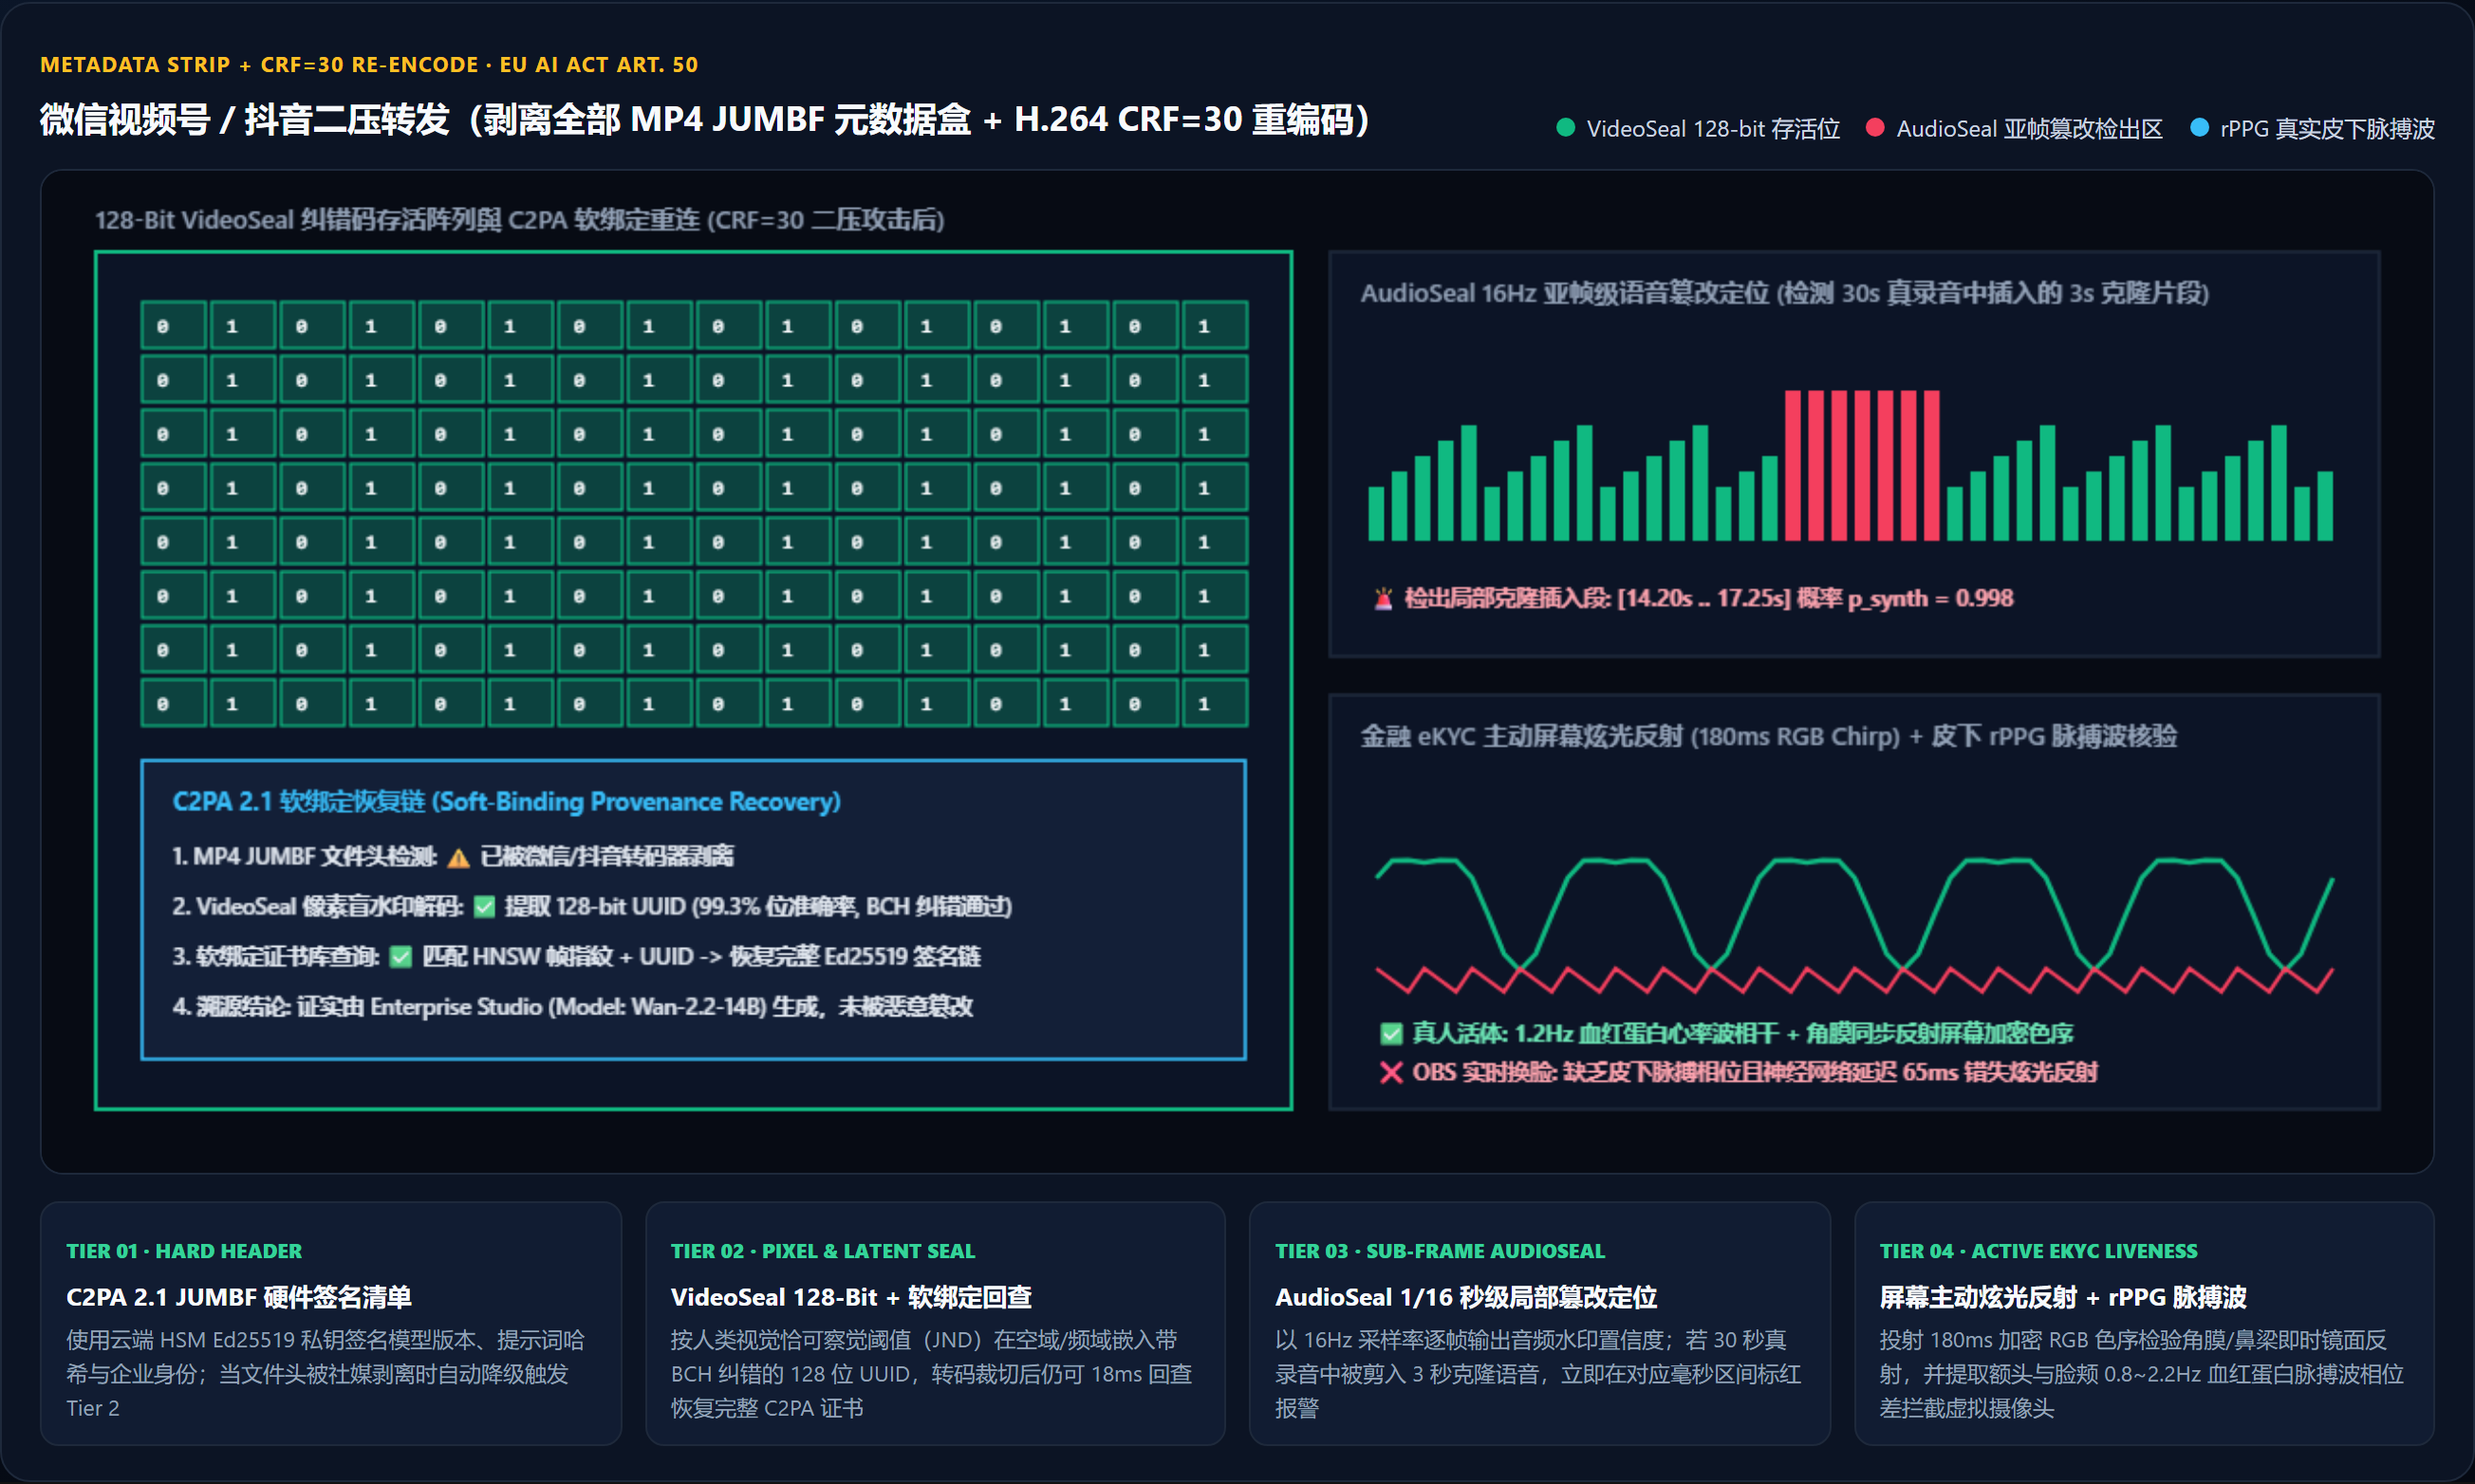 METADATA STRIP + CRF=30 RE-ENCODE · EU AI ACT ART. 50
微信视频号 / 抖音二压转发（剥离全部 MP4 JUMBF 元数据盒 + H.264 CRF=30 重编码）
VideoSeal 128-bit 存活位
AudioSeal 亚帧篡改检出区
rPPG 真实皮下脉搏波
128-Bit VideoSeal 纠错码存活阵列與 C2PA 软绑定重连 (CRF=30 二压攻击后)
0 1 0 1 0 1 0 1 0 1 0 1 0 1 0 1
0 1 0 1 0 1 0 1 0 1 0 1 0 1 0 1
0 1 0 1 0 1 0 1 0 1 0 1 0 1 0 1
0 1 0 1 0 1 0 1 0 1 0 1 0 1 0 1
0 1 0 1 0 1 0 1 0 1 0 1 0 1 0 1
0 1 0 1 0 1 0 1 0 1 0 1 0 1 0 1
0 1 0 1 0 1 0 1 0 1 0 1 0 1 0 1
0 1 0 1 0 1 0 1 0 1 0 1 0 1 0 1
C2PA 2.1 软绑定恢复链 (Soft-Binding Provenance Recovery)
1. MP4 JUMBF 文件头检测: ⚠️ 已被微信/抖音转码器剥离
2. VideoSeal 像素盲水印解码: ✅ 提取 128-bit UUID (99.3% 位准确率, BCH 纠错通过)
3. 软绑定证书库查询: ✅ 匹配 HNSW 帧指纹 + UUID -> 恢复完整 Ed25519 签名链
4. 溯源结论: 证实由 Enterprise Studio (Model: Wan-2.2-14B) 生成，未被恶意篡改
AudioSeal 16Hz 亚帧级语音篡改定位 (检测 30s 真录音中插入的 3s 克隆片段)
🚨 检出局部克隆插入段: [14.20s .. 17.25s] 概率 p_synth = 0.998
金融 eKYC 主动屏幕炫光反射 (180ms RGB Chirp) + 皮下 rPPG 脉搏波核验
✅ 真人活体: 1.2Hz 血红蛋白心率波相干 + 角膜同步反射屏幕加密色序
❌ OBS 实时换脸: 缺乏皮下脉搏相位且神经网络延迟 65ms 错失炫光反射
TIER 01 · HARD HEADER
C2PA 2.1 JUMBF 硬件签名清单
使用云端 HSM Ed25519 私钥签名模型版本、提示词哈
希与企业身份；当文件头被社媒剥离时自动降级触发
Tier 2
TIER 02 · PIXEL & LATENT SEAL
VideoSeal 128-Bit + 软绑定回查
按人类视觉恰可察觉阈值（JND）在空域/频域嵌入带
BCH 纠错的 128 位 UUID，转码裁切后仍可 18ms 回查
恢复完整 C2PA 证书
TIER 03 · SUB-FRAME AUDIOSEAL
AudioSeal 1/16 秒级局部篡改定位
以 16Hz 采样率逐帧输出音频水印置信度；若 30 秒真
录音中被剪入 3 秒克隆语音，立即在对应毫秒区间标红
报警
TIER 04 · ACTIVE EKYC LIVENESS
屏幕主动炫光反射 + rPPG 脉搏波
投射 180ms 加密 RGB 色序检验角膜/鼻梁即时镜面反
射，并提取额头与脸颊 0.8~2.2Hz 血红蛋白脉搏波相位
差拦截虚拟摄像头